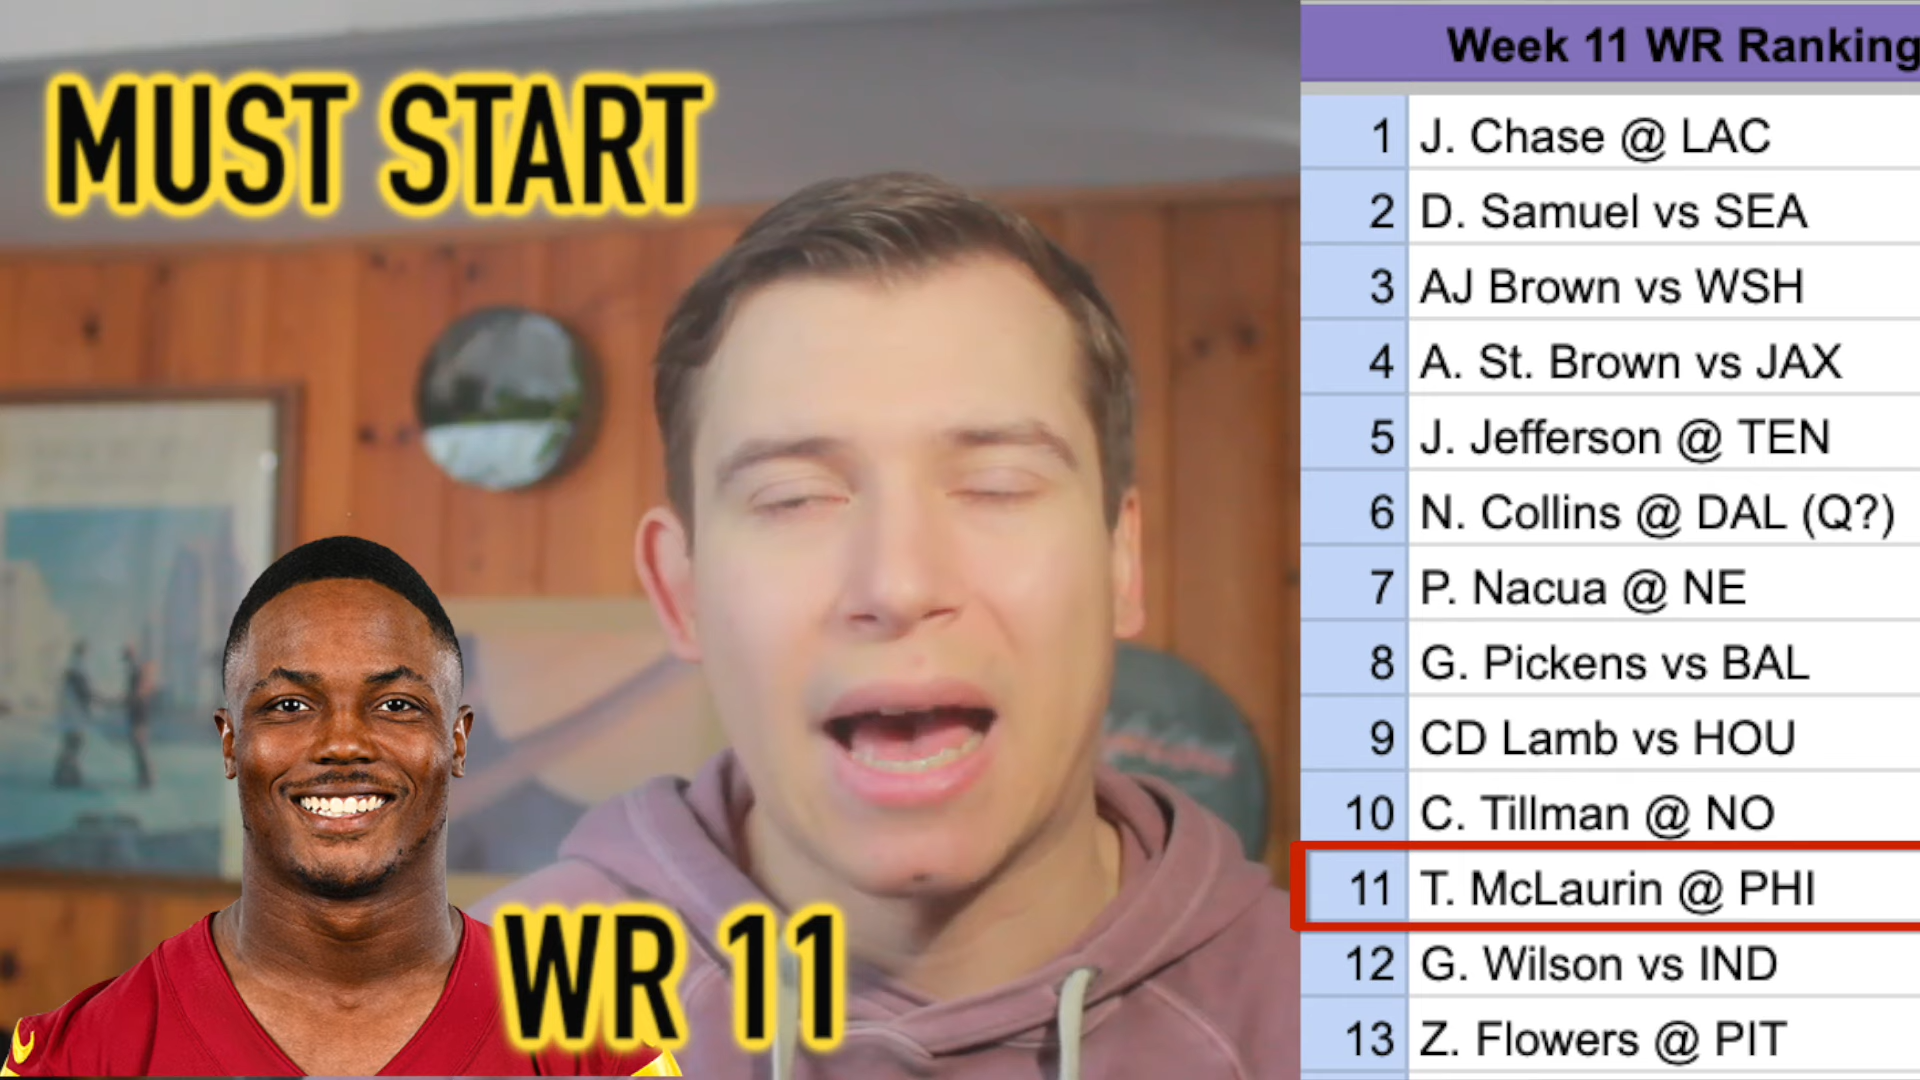 MUST START
WR 11
Week 11 WR Ranking
1 J. Chase @ LAC
2 D. Samuel vs SEA
3 AJ Brown vs WSH
4 A. St. Brown vs JAX
5 J. Jefferson @ TEN
6 N. Collins @ DAL (Q?)
7 P. Nacua @ NE
8 G. Pickens vs BAL
9 CD Lamb vs HOU
10 C. Tillman @ NO
11 T. McLaurin @ PHI
12 G. Wilson vs IND
13 Z. Flowers @ PIT